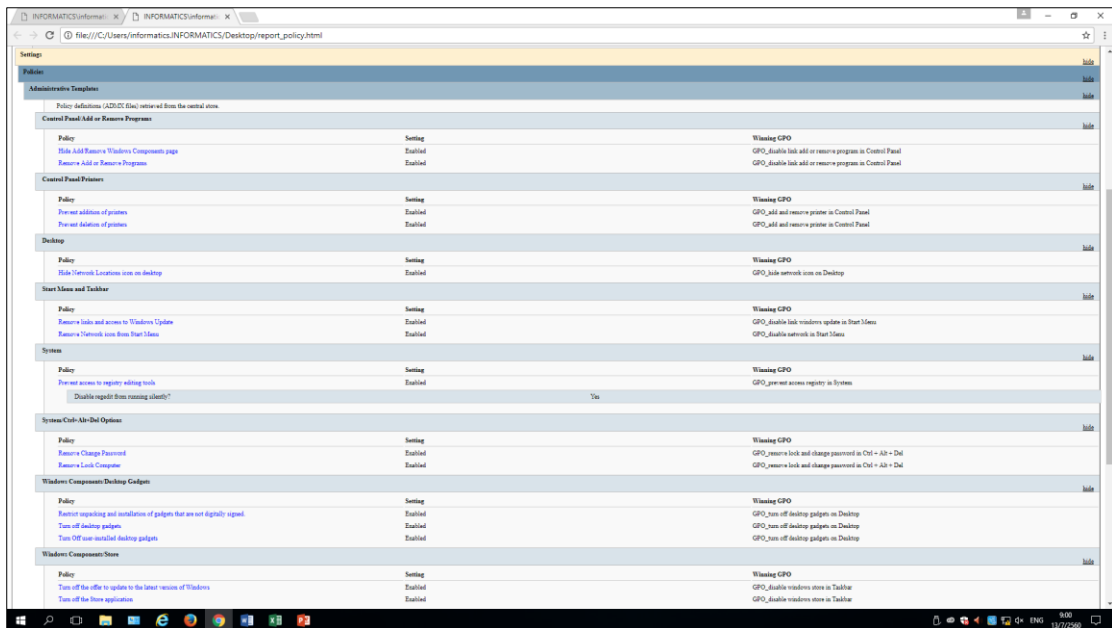 INFORMATICS\informatic
INFORMATICS\informatic
file:///C:/Users/informatics.INFORMATICS/Desktop/report_policy.html
Settings hide
Policies hide
Administrative Templates hide
Policy definitions (ADMX files) retrieved from the central store.
Control Panel/Add or Remove Programs hide
Policy Setting Winning GPO
Hide Add/Remove Windows Components page Enabled GPO_disable link add or remove program in Control Panel
Remove Add or Remove Programs Enabled GPO_disable link add or remove program in Control Panel
Control Panel/Printers hide
Policy Setting Winning GPO
Prevent addition of printers Enabled GPO_add and remove printer in Control Panel
Prevent deletion of printers Enabled GPO_add and remove printer in Control Panel
Desktop hide
Policy Setting Winning GPO
Hide Network Locations icon on desktop Enabled GPO_hide network icon on Desktop
Start Menu and Taskbar hide
Policy Setting Winning GPO
Remove links and access to Windows Update Enabled GPO_disable link windows update in Start Menu
Remove Network icon from Start Menu Enabled GPO_disable network in Start Menu
System hide
Policy Setting Winning GPO
Prevent access to registry editing tools Enabled GPO_prevent access registry in System
Disable regedit from running silently? Yes
System/Ctrl+Alt+Del Options hide
Policy Setting Winning GPO
Remove Change Password Enabled GPO_remove lock and change password in Ctrl + Alt + Del
Remove Lock Computer Enabled GPO_remove lock and change password in Ctrl + Alt + Del
Windows Components/Desktop Gadgets hide
Policy Setting Winning GPO
Restrict unpacking and installation of gadgets that are not digitally signed. Enabled GPO_turn off desktop gadgets on Desktop
Turn off desktop gadgets Enabled GPO_turn off desktop gadgets on Desktop
Turn Off user-installed desktop gadgets Enabled GPO_turn off desktop gadgets on Desktop
Windows Components/Store hide
Policy Setting Winning GPO
Turn off the offer to update to the latest version of Windows Enabled GPO_disable windows store in Taskbar
Turn off the Store application Enabled GPO_disable windows store in Taskbar
ENG 9:00
13/7/2560